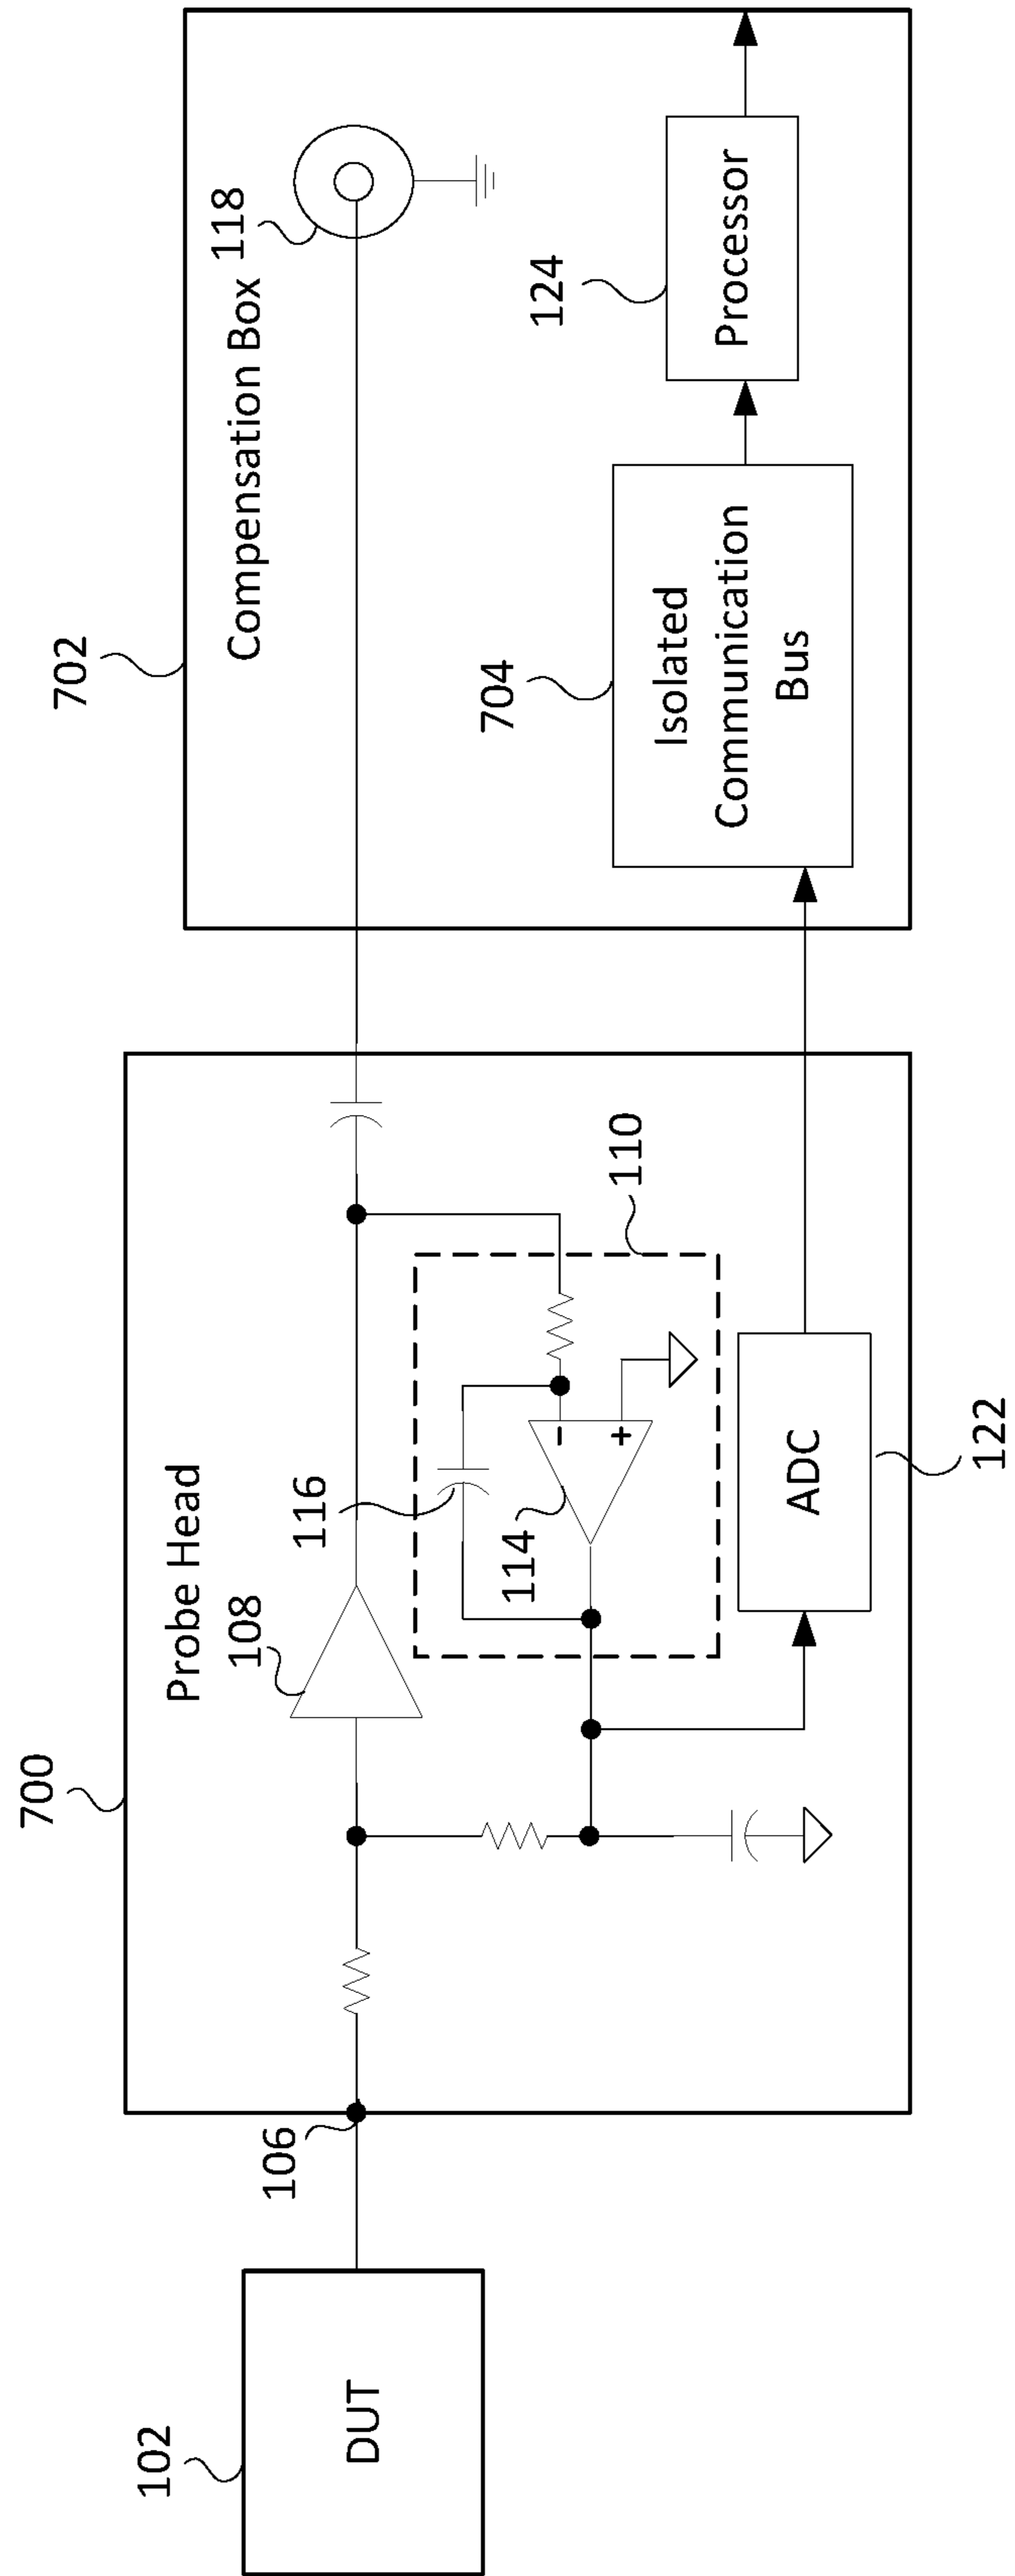 102
DUT
106
700
Probe Head
108
116
114
-
+
110
ADC
122
702
Compensation Box
118
704
Isolated
Communication
Bus
124
Processor